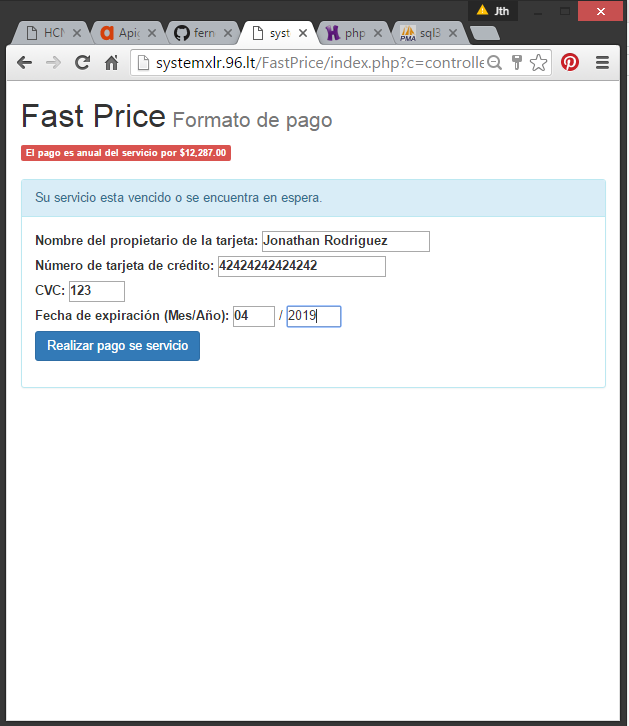 Jth
HCN
Apig
fern
syst
php
sql3
PMA
systemxlr.96.lt/FastPrice/index.php?c=controlle
Fast Price Formato de pago
El pago es anual del servicio por $12,287.00
Su servicio esta vencido o se encuentra en espera.
Nombre del propietario de la tarjeta: Jonathan Rodriguez
Número de tarjeta de crédito: 42424242424242
CVC: 123
Fecha de expiración (Mes/Año): 04 / 2019
Realizar pago se servicio